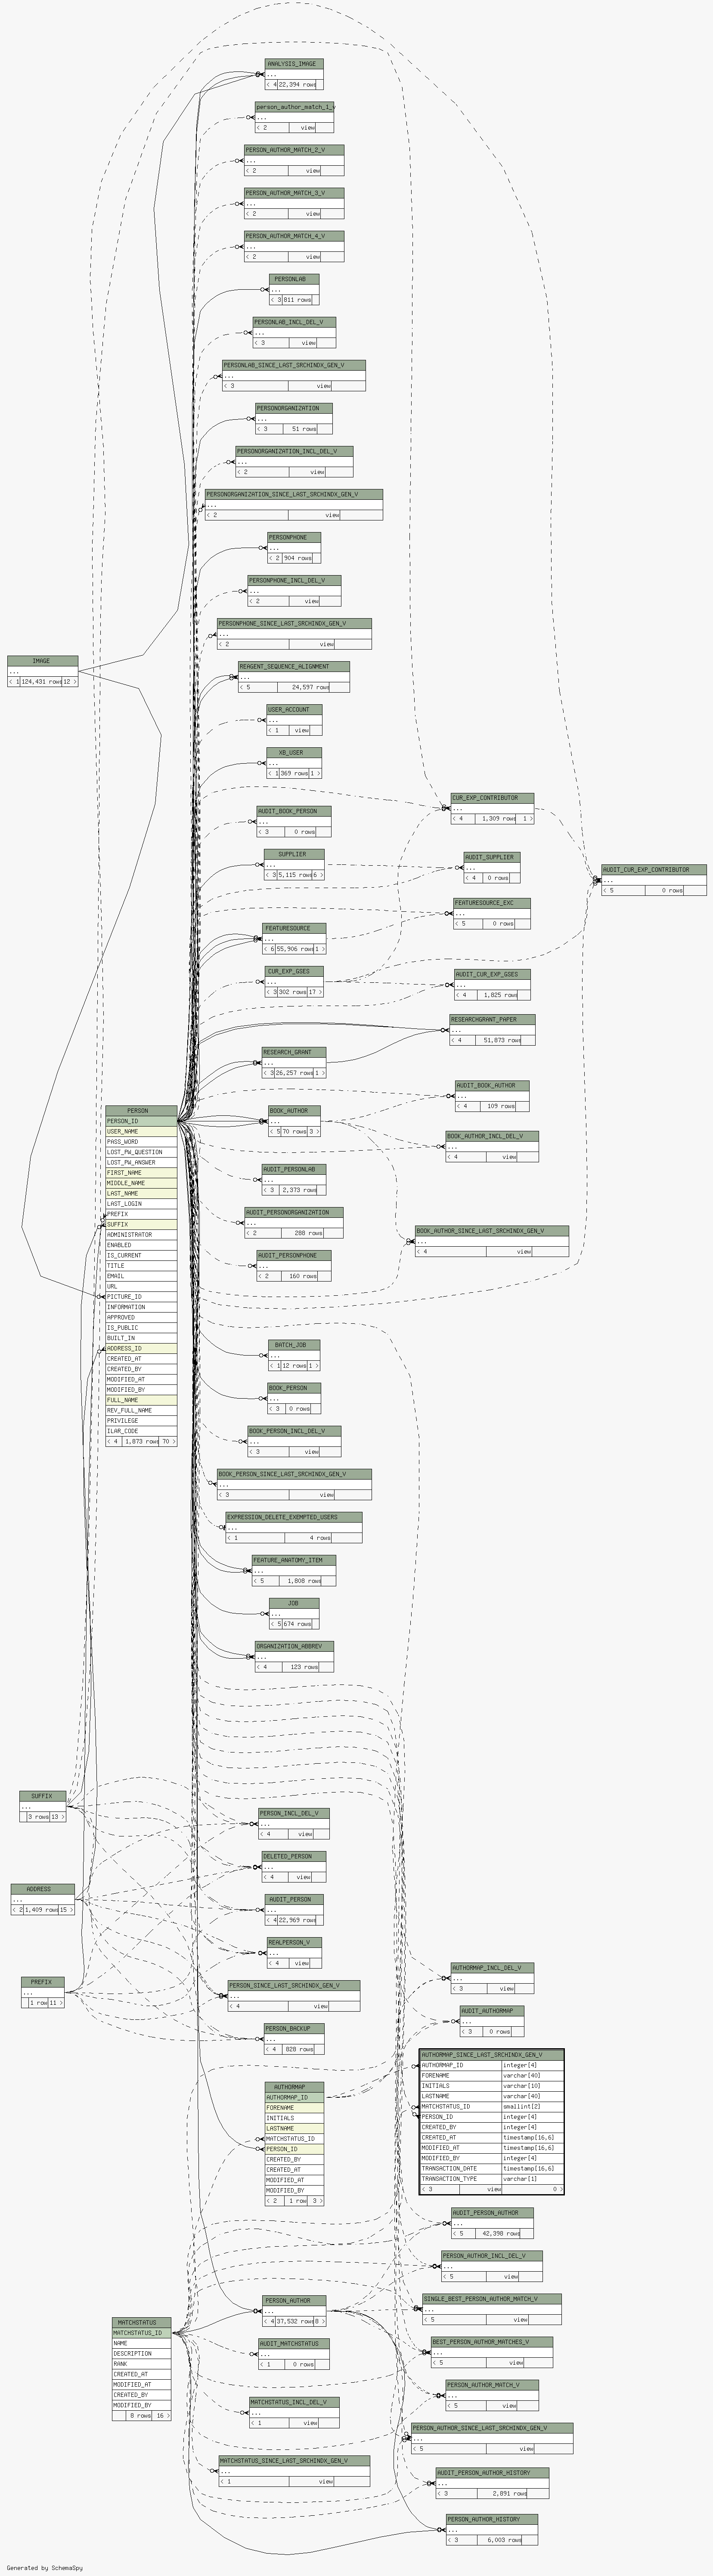 ANALYSIS_IMAGE
...
< 4 22,394 rows
person_author_match_1_v
...
< 2 view
PERSON_AUTHOR_MATCH_2_V
...
< 2 view
PERSON_AUTHOR_MATCH_3_V
...
< 2 view
PERSON_AUTHOR_MATCH_4_V
...
< 2 view
PERSONLAB
...
< 3 811 rows
PERSONLAB_INCL_DEL_V
...
< 3 view
PERSONLAB_SINCE_LAST_SRCHINDX_GEN_V
...
< 3 view
PERSONORGANIZATION
...
< 3 51 rows
PERSONORGANIZATION_INCL_DEL_V
...
< 2 view
PERSONORGANIZATION_SINCE_LAST_SRCHINDX_GEN_V
...
< 2 view
PERSONPHONE
...
< 2 904 rows
PERSONPHONE_INCL_DEL_V
...
< 2 view
PERSONPHONE_SINCE_LAST_SRCHINDX_GEN_V
...
< 2 view
IMAGE
...
< 1 124,431 rows 12 >
REAGENT_SEQUENCE_ALIGNMENT
...
< 5 24,597 rows
USER_ACCOUNT
...
< 1 view
XB_USER
...
< 1 369 rows 1 >
CUR_EXP_CONTRIBUTOR
...
< 4 1,309 rows 1 >
AUDIT_BOOK_PERSON
...
< 3 0 rows
SUPPLIER
...
< 3 5,115 rows 6 >
AUDIT_SUPPLIER
...
< 4 0 rows
AUDIT_CUR_EXP_CONTRIBUTOR
...
< 5 0 rows
FEATURESOURCE_EXC
...
< 5 0 rows
FEATURESOURCE
...
< 6 55,906 rows 1 >
CUR_EXP_GSES
...
< 3 302 rows 17 >
AUDIT_CUR_EXP_GSES
...
< 4 1,825 rows
RESEARCHGRANT_PAPER
...
< 4 51,873 rows
RESEARCH_GRANT
...
< 3 26,257 rows 1 >
AUDIT_BOOK_AUTHOR
...
< 4 109 rows
BOOK_AUTHOR
...
< 5 70 rows 3 >
BOOK_AUTHOR_INCL_DEL_V
...
< 4 view
AUDIT_PERSONLAB
...
< 3 2,373 rows
AUDIT_PERSONORGANIZATION
...
< 2 288 rows
BOOK_AUTHOR_SINCE_LAST_SRCHINDX_GEN_V
...
< 4 view
AUDIT_PERSONPHONE
...
< 2 160 rows
PERSON
PERSON_ID
USER_NAME
PASS_WORD
LOST_PW_QUESTION
LOST_PW_ANSWER
FIRST_NAME
MIDDLE_NAME
LAST_NAME
LAST_LOGIN
PREFIX
SUFFIX
ADMINISTRATOR
ENABLED
IS_CURRENT
TITLE
EMAIL
URL
PICTURE_ID
INFORMATION
APPROVED
IS_PUBLIC
BUILT_IN
ADDRESS_ID
CREATED_AT
CREATED_BY
MODIFIED_AT
MODIFIED_BY
FULL_NAME
REV_FULL_NAME
PRIVILEGE
ILAR_CODE
< 4 1,873 rows 70 >
BATCH_JOB
...
< 1 12 rows 1 >
BOOK_PERSON
...
< 3 0 rows
BOOK_PERSON_INCL_DEL_V
...
< 3 view
BOOK_PERSON_SINCE_LAST_SRCHINDX_GEN_V
...
< 3 view
EXPRESSION_DELETE_EXEMPTED_USERS
...
< 1 4 rows
FEATURE_ANATOMY_ITEM
...
< 5 1,808 rows
JOB
...
< 5 674 rows
ORGANIZATION_ABBREV
...
< 4 123 rows
SUFFIX
...
3 rows 13 >
PERSON_INCL_DEL_V
...
< 4 view
DELETED_PERSON
...
< 4 view
ADDRESS
...
< 2 1,409 rows 15 >
AUDIT_PERSON
...
< 4 22,969 rows
REALPERSON_V
...
< 4 view
PREFIX
...
1 row 11 >
PERSON_SINCE_LAST_SRCHINDX_GEN_V
...
< 4 view
AUTHORMAP_INCL_DEL_V
...
< 3 view
PERSON_BACKUP
...
< 4 828 rows
AUDIT_AUTHORMAP
...
< 3 0 rows
AUTHORMAP
AUTHORMAP_ID
FORENAME
INITIALS
LASTNAME
MATCHSTATUS_ID
PERSON_ID
CREATED_BY
CREATED_AT
MODIFIED_AT
MODIFIED_BY
< 2 1 row 3 >
AUTHORMAP_SINCE_LAST_SRCHINDX_GEN_V
AUTHORMAP_ID integer[4]
FORENAME varchar[40]
INITIALS varchar[10]
LASTNAME varchar[40]
MATCHSTATUS_ID smallint[2]
PERSON_ID integer[4]
CREATED_BY integer[4]
CREATED_AT timestamp[16,6]
MODIFIED_AT timestamp[16,6]
MODIFIED_BY integer[4]
TRANSACTION_DATE timestamp[16,6]
TRANSACTION_TYPE varchar[1]
< 3 view 0 >
AUDIT_PERSON_AUTHOR
...
< 5 42,398 rows
PERSON_AUTHOR_INCL_DEL_V
...
< 5 view
PERSON_AUTHOR
...
< 4 37,532 rows 8 >
SINGLE_BEST_PERSON_AUTHOR_MATCH_V
...
< 5 view
MATCHSTATUS
MATCHSTATUS_ID
NAME
DESCRIPTION
RANK
CREATED_AT
MODIFIED_AT
CREATED_BY
MODIFIED_BY
8 rows 16 >
AUDIT_MATCHSTATUS
...
< 1 0 rows
BEST_PERSON_AUTHOR_MATCHES_V
...
< 5 view
PERSON_AUTHOR_MATCH_V
...
< 5 view
MATCHSTATUS_INCL_DEL_V
...
< 1 view
PERSON_AUTHOR_SINCE_LAST_SRCHINDX_GEN_V
...
< 5 view
MATCHSTATUS_SINCE_LAST_SRCHINDX_GEN_V
...
< 1 view
AUDIT_PERSON_AUTHOR_HISTORY
...
< 3 2,891 rows
PERSON_AUTHOR_HISTORY
...
< 3 6,003 rows
Generated by SchemaSpy